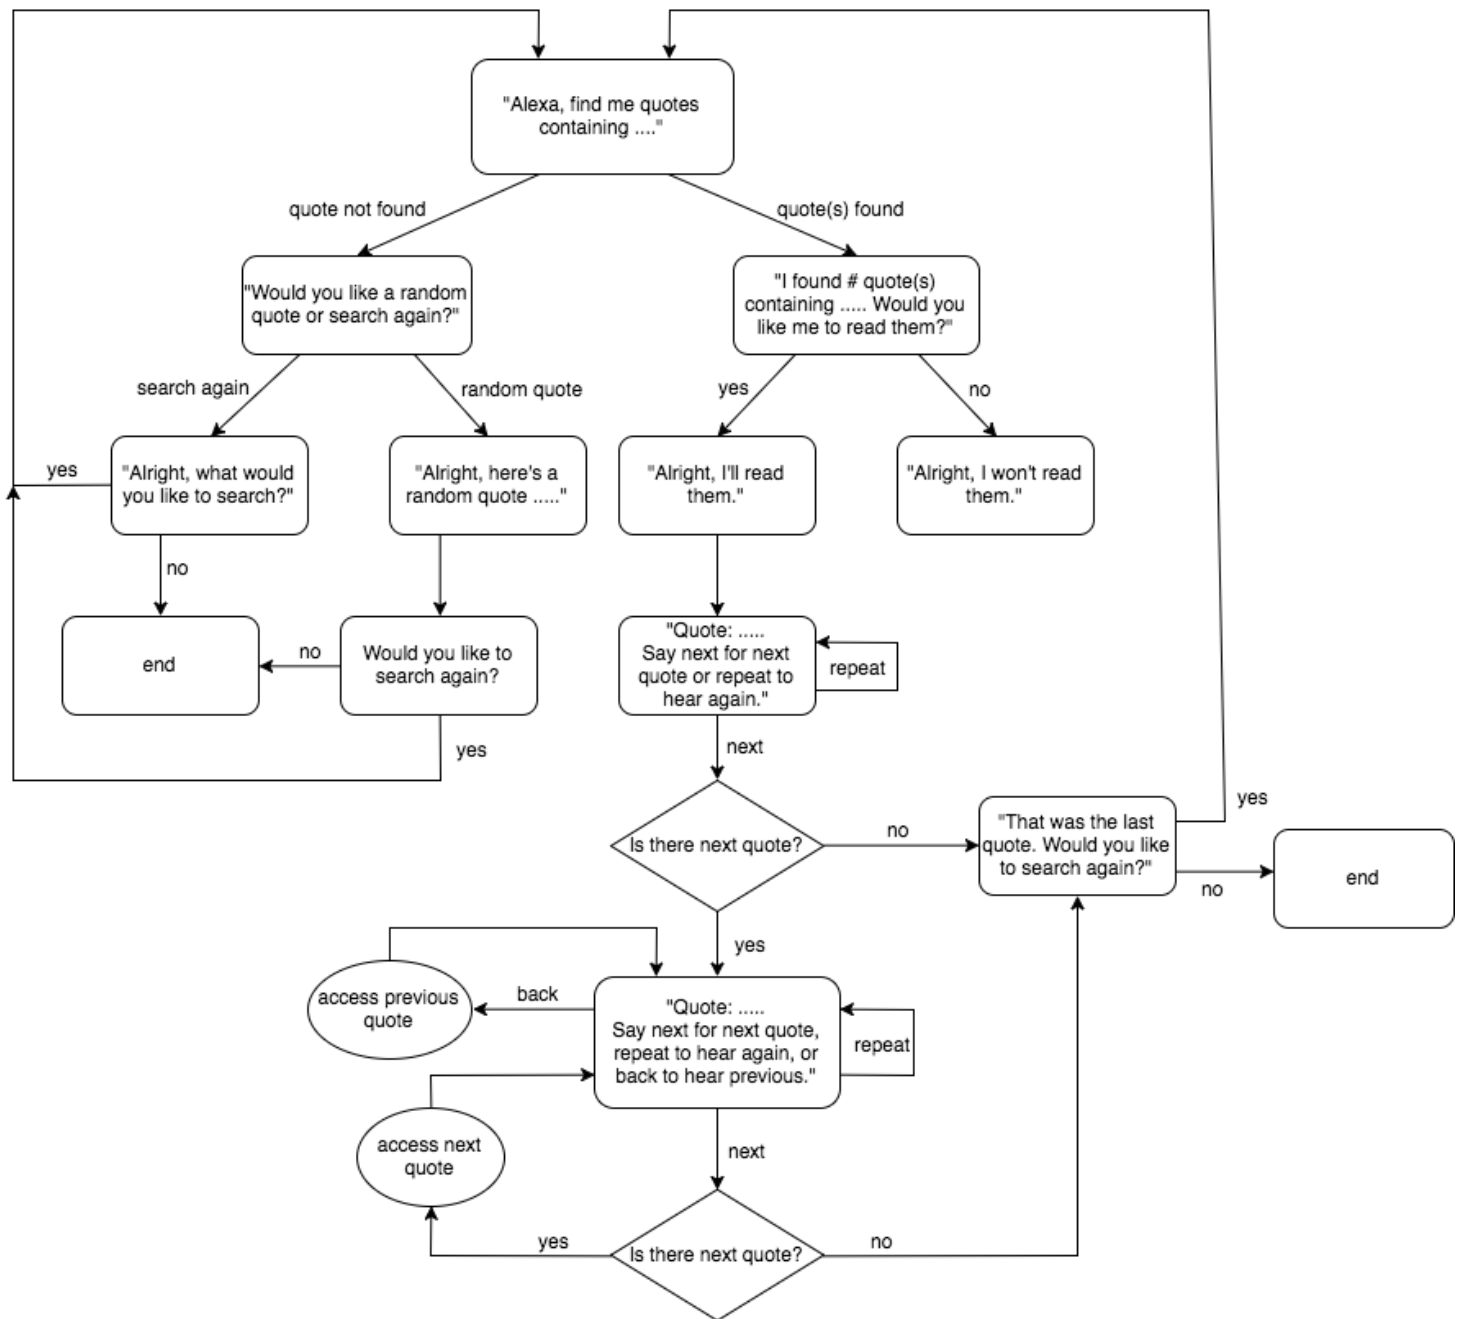 "Alexa, find me quotes
containing ...."
quote not found
quote(s) found
"Would you like a random
quote or search again?"
"I found # quote(s)
containing ..... Would you
like me to read them?"
search again
random quote
yes
no
yes
"Alright, what would
you like to search?"
"Alright, here's a
random quote ....."
"Alright, I'll read
them."
"Alright, I won't read
them."
no
end
no
Would you like to
search again?
"Quote: .....
Say next for next
quote or repeat to
hear again."
repeat
yes
next
Is there next quote?
no
"That was the last
quote. Would you like
to search again?"
yes
no
end
yes
access previous
quote
back
"Quote: .....
Say next for next quote,
repeat to hear again, or
back to hear previous."
repeat
access next
quote
next
yes
Is there next quote?
no